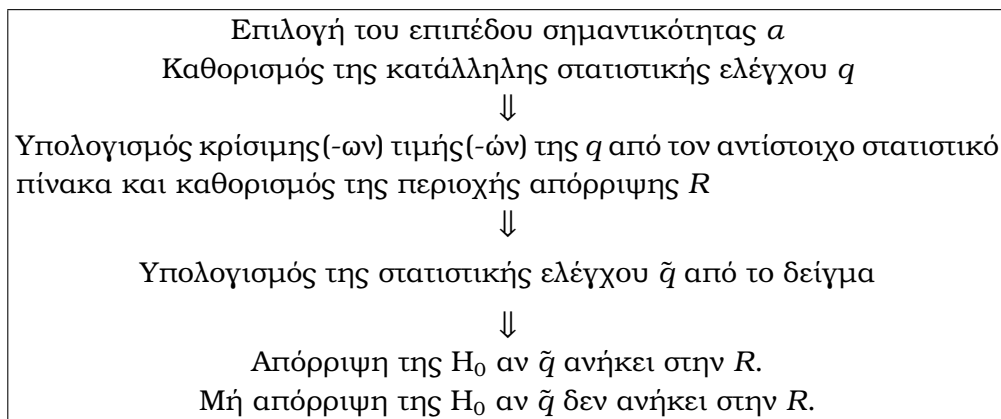 Επιλογή του επιπέδου σημαντικότητας α
Καθορισμός της κατάλληλης στατιστικής ελέγχου q
⇓
Υπολογισμός κρίσιμης(-ων) τιμής(-ών) της q από τον αντίστοιχο στατιστικό
πίνακα και καθορισμός της περιοχής απόρριψης R
⇓
Υπολογισμός της στατιστικής ελέγχου q̃ από το δείγμα
⇓
Απόρριψη της H₀ αν q̃ ανήκει στην R.
Μή απόρριψη της H₀ αν q̃ δεν ανήκει στην R.